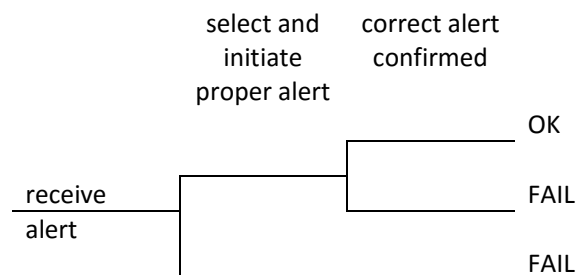 select and
initiate
proper alert
correct alert
confirmed
OK
receive
alert
FAIL
FAIL